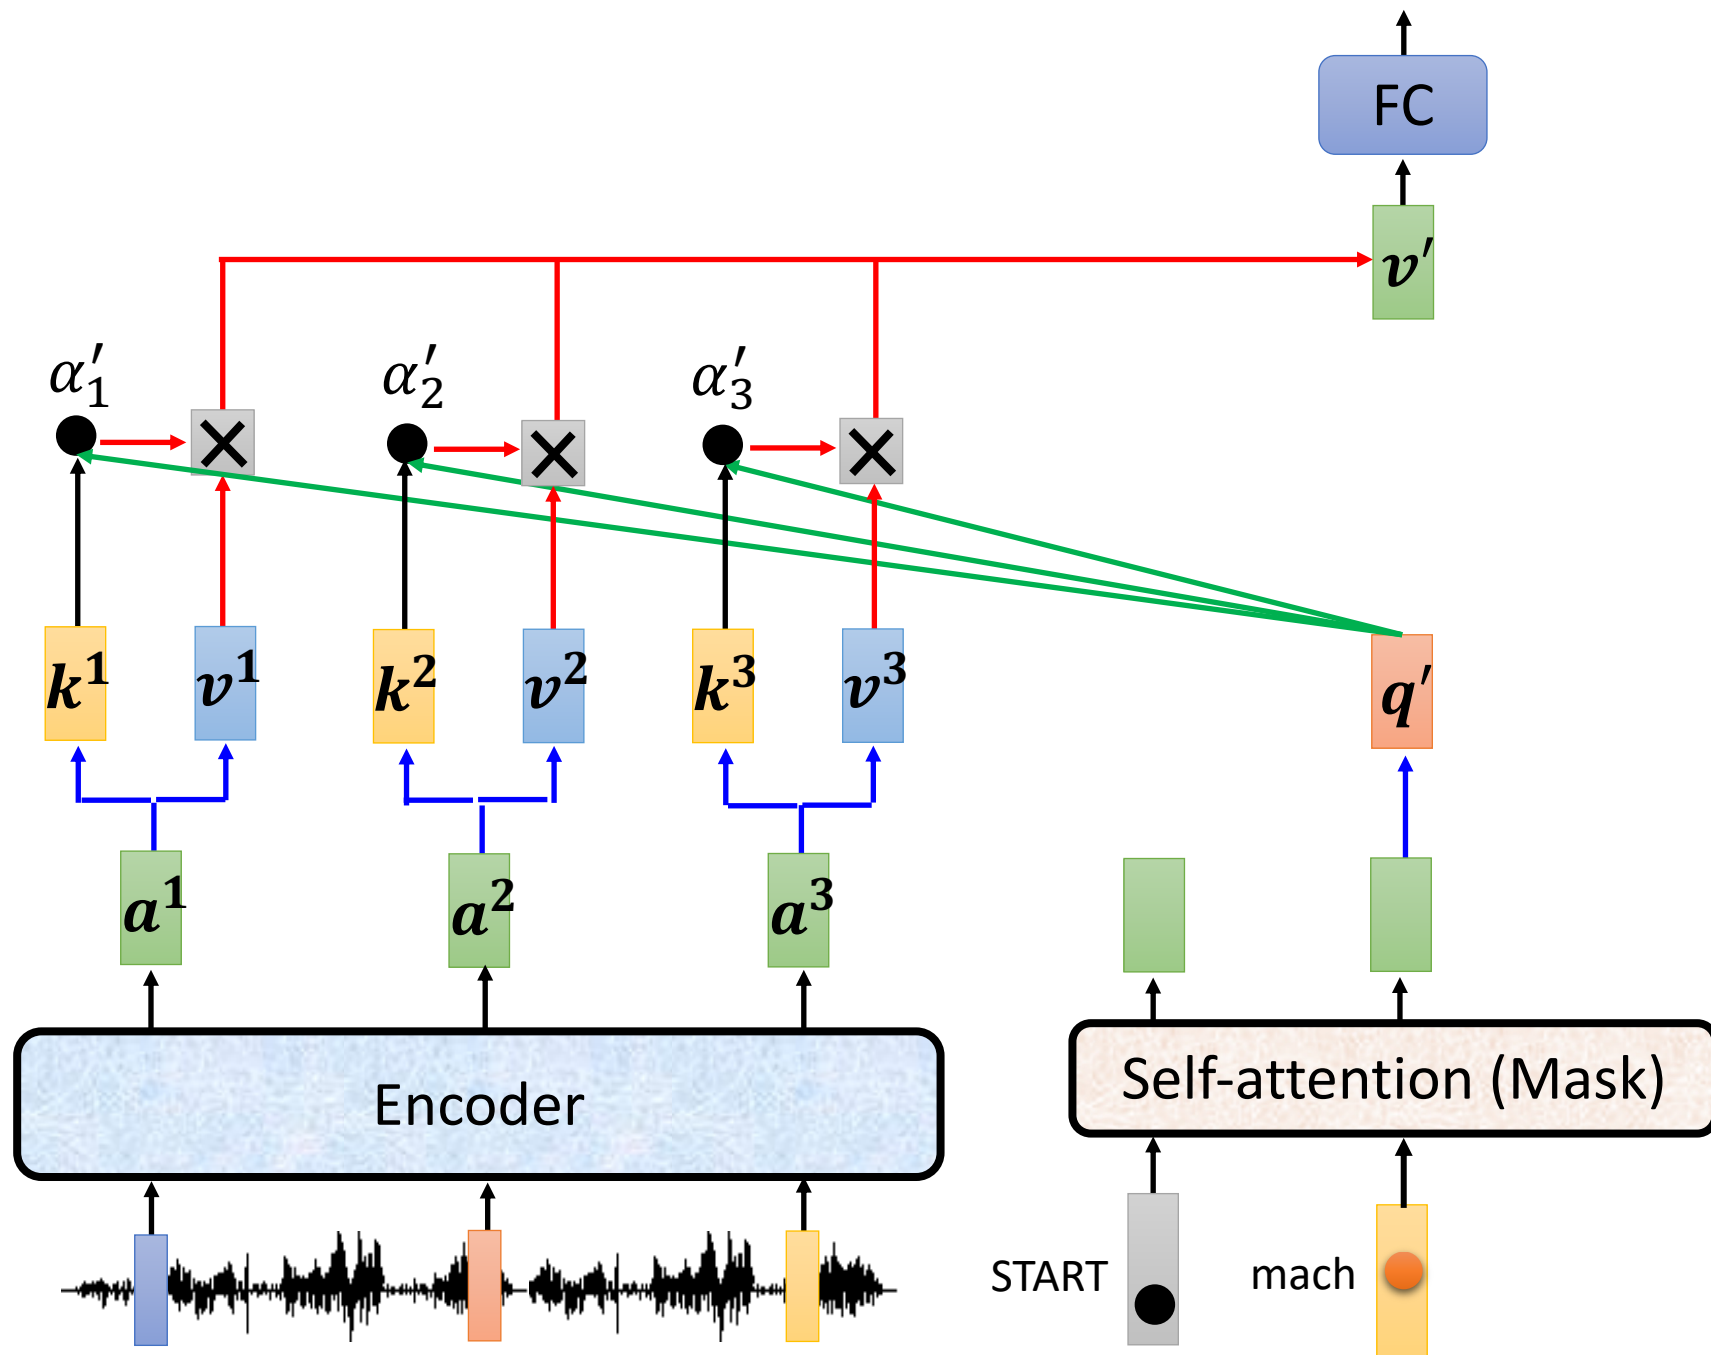 FC
v′
α′₁
α′₂
α′₃
k¹
v¹
k²
v²
k³
v³
q′
a¹
a²
a³
Encoder
Self-attention (Mask)
START
mach